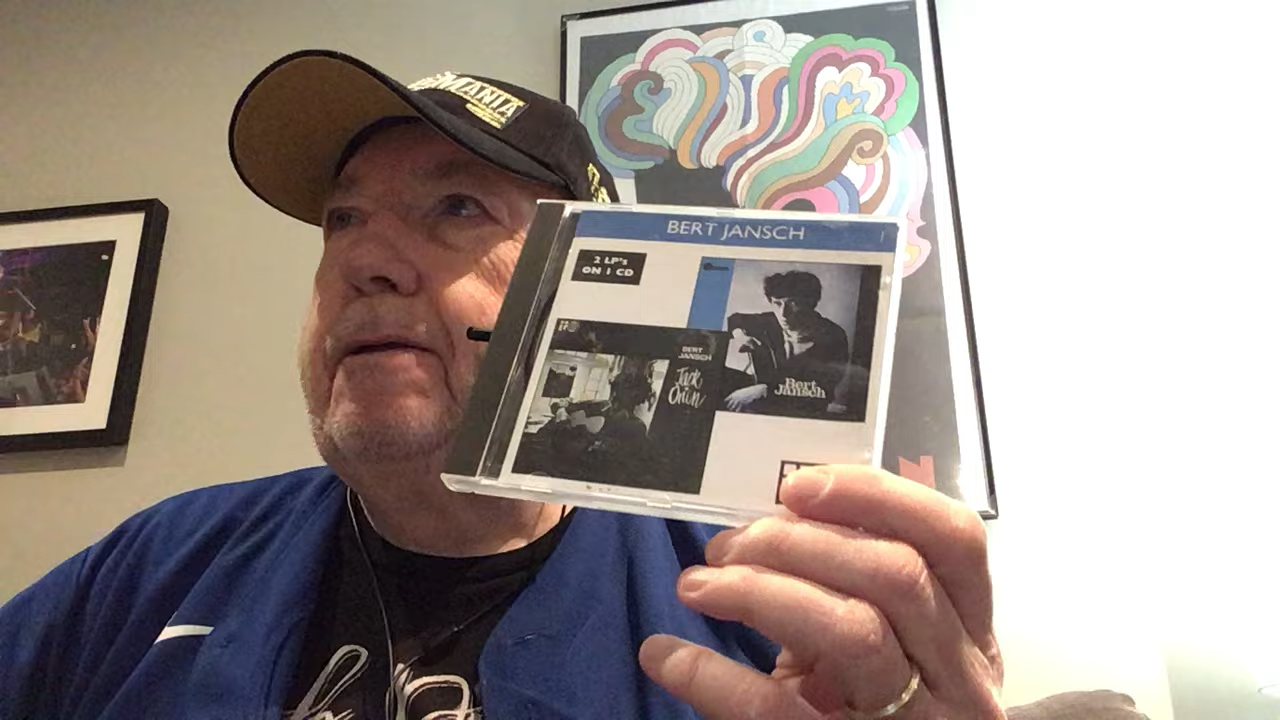 MANIA
BERT JANSCH
2 LP's
ON 1 CD
BERT
JANSCH
Jack
Orion
Bert
Jansch